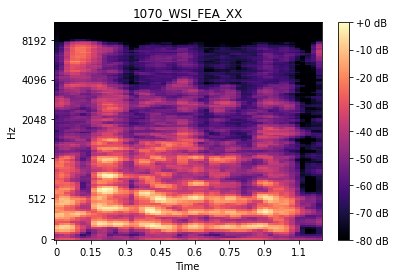 1070_WSI_FEA_XX
8192
4096
2048
1024
512
0
Hz
0
0.15
0.3
0.45
0.6
0.75
0.9
1.1
Time
+0 dB
-10 dB
-20 dB
-30 dB
-40 dB
-50 dB
-60 dB
-70 dB
-80 dB